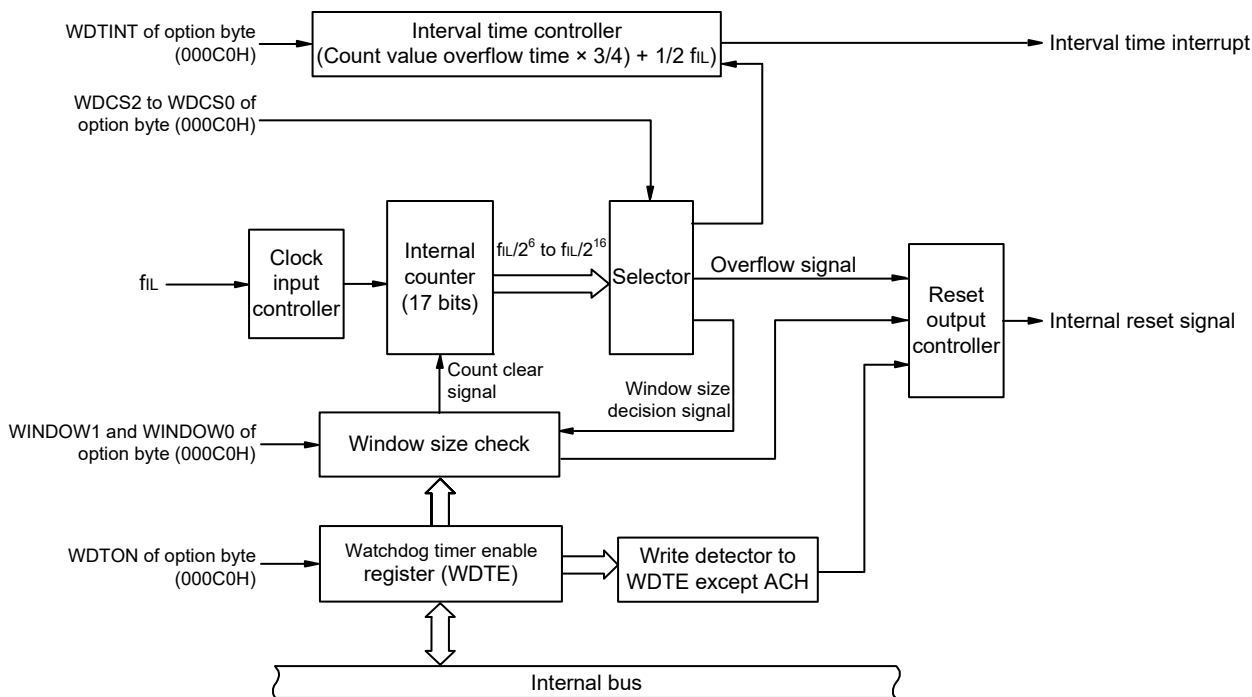 WDTINT of option byte
(000C0H)
Interval time controller
(Count value overflow time × 3/4) + 1/2 fIL)
Interval time interrupt
WDCS2 to WDCS0 of
option byte (000C0H)
fIL
Clock
input
controller
Internal
counter
(17 bits)
fIL/2^6 to fIL/2^16
Selector
Overflow signal
Reset
output
controller
Internal reset signal
Count clear
signal
Window size
decision signal
WINDOW1 and WINDOW0 of
option byte (000C0H)
Window size check
WDTON of option byte
(000C0H)
Watchdog timer enable
register (WDTE)
Write detector to
WDTE except ACH
Internal bus